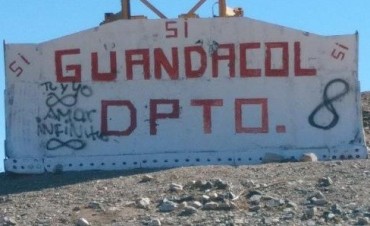 SI
SI GUANDACOL SI
DPTO.
Tu y yo
∞
AMOR
INFINITO
∞
8